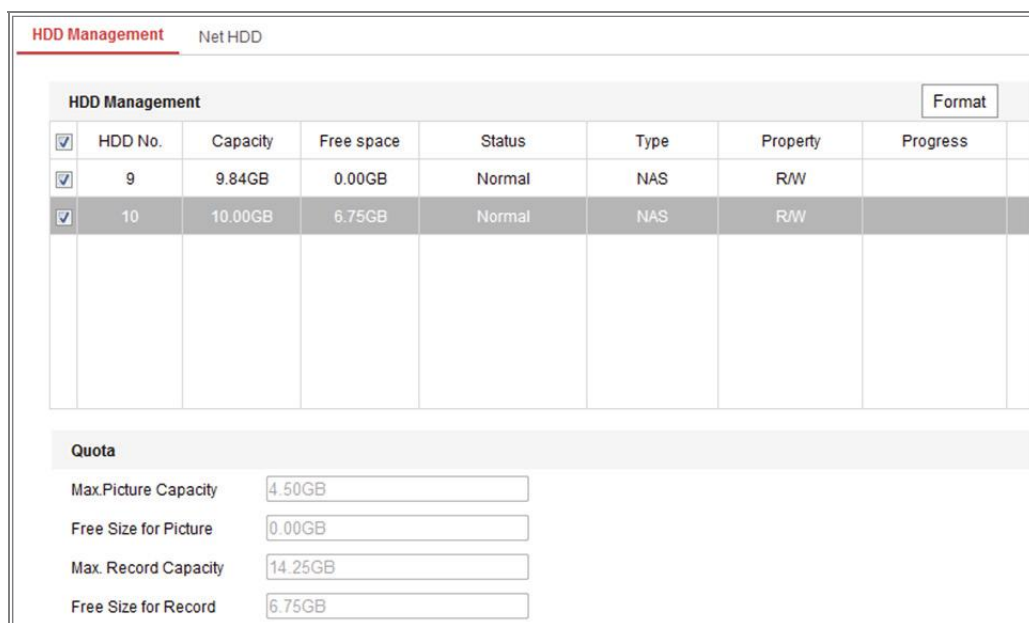 HDD Management Net HDD
HDD Management Format
HDD No. Capacity Free space Status Type Property Progress
9 9.84GB 0.00GB Normal NAS R/W
10 10.00GB 6.75GB Normal NAS R/W
Quota
Max.Picture Capacity 4.50GB
Free Size for Picture 0.00GB
Max. Record Capacity 14.25GB
Free Size for Record 6.75GB